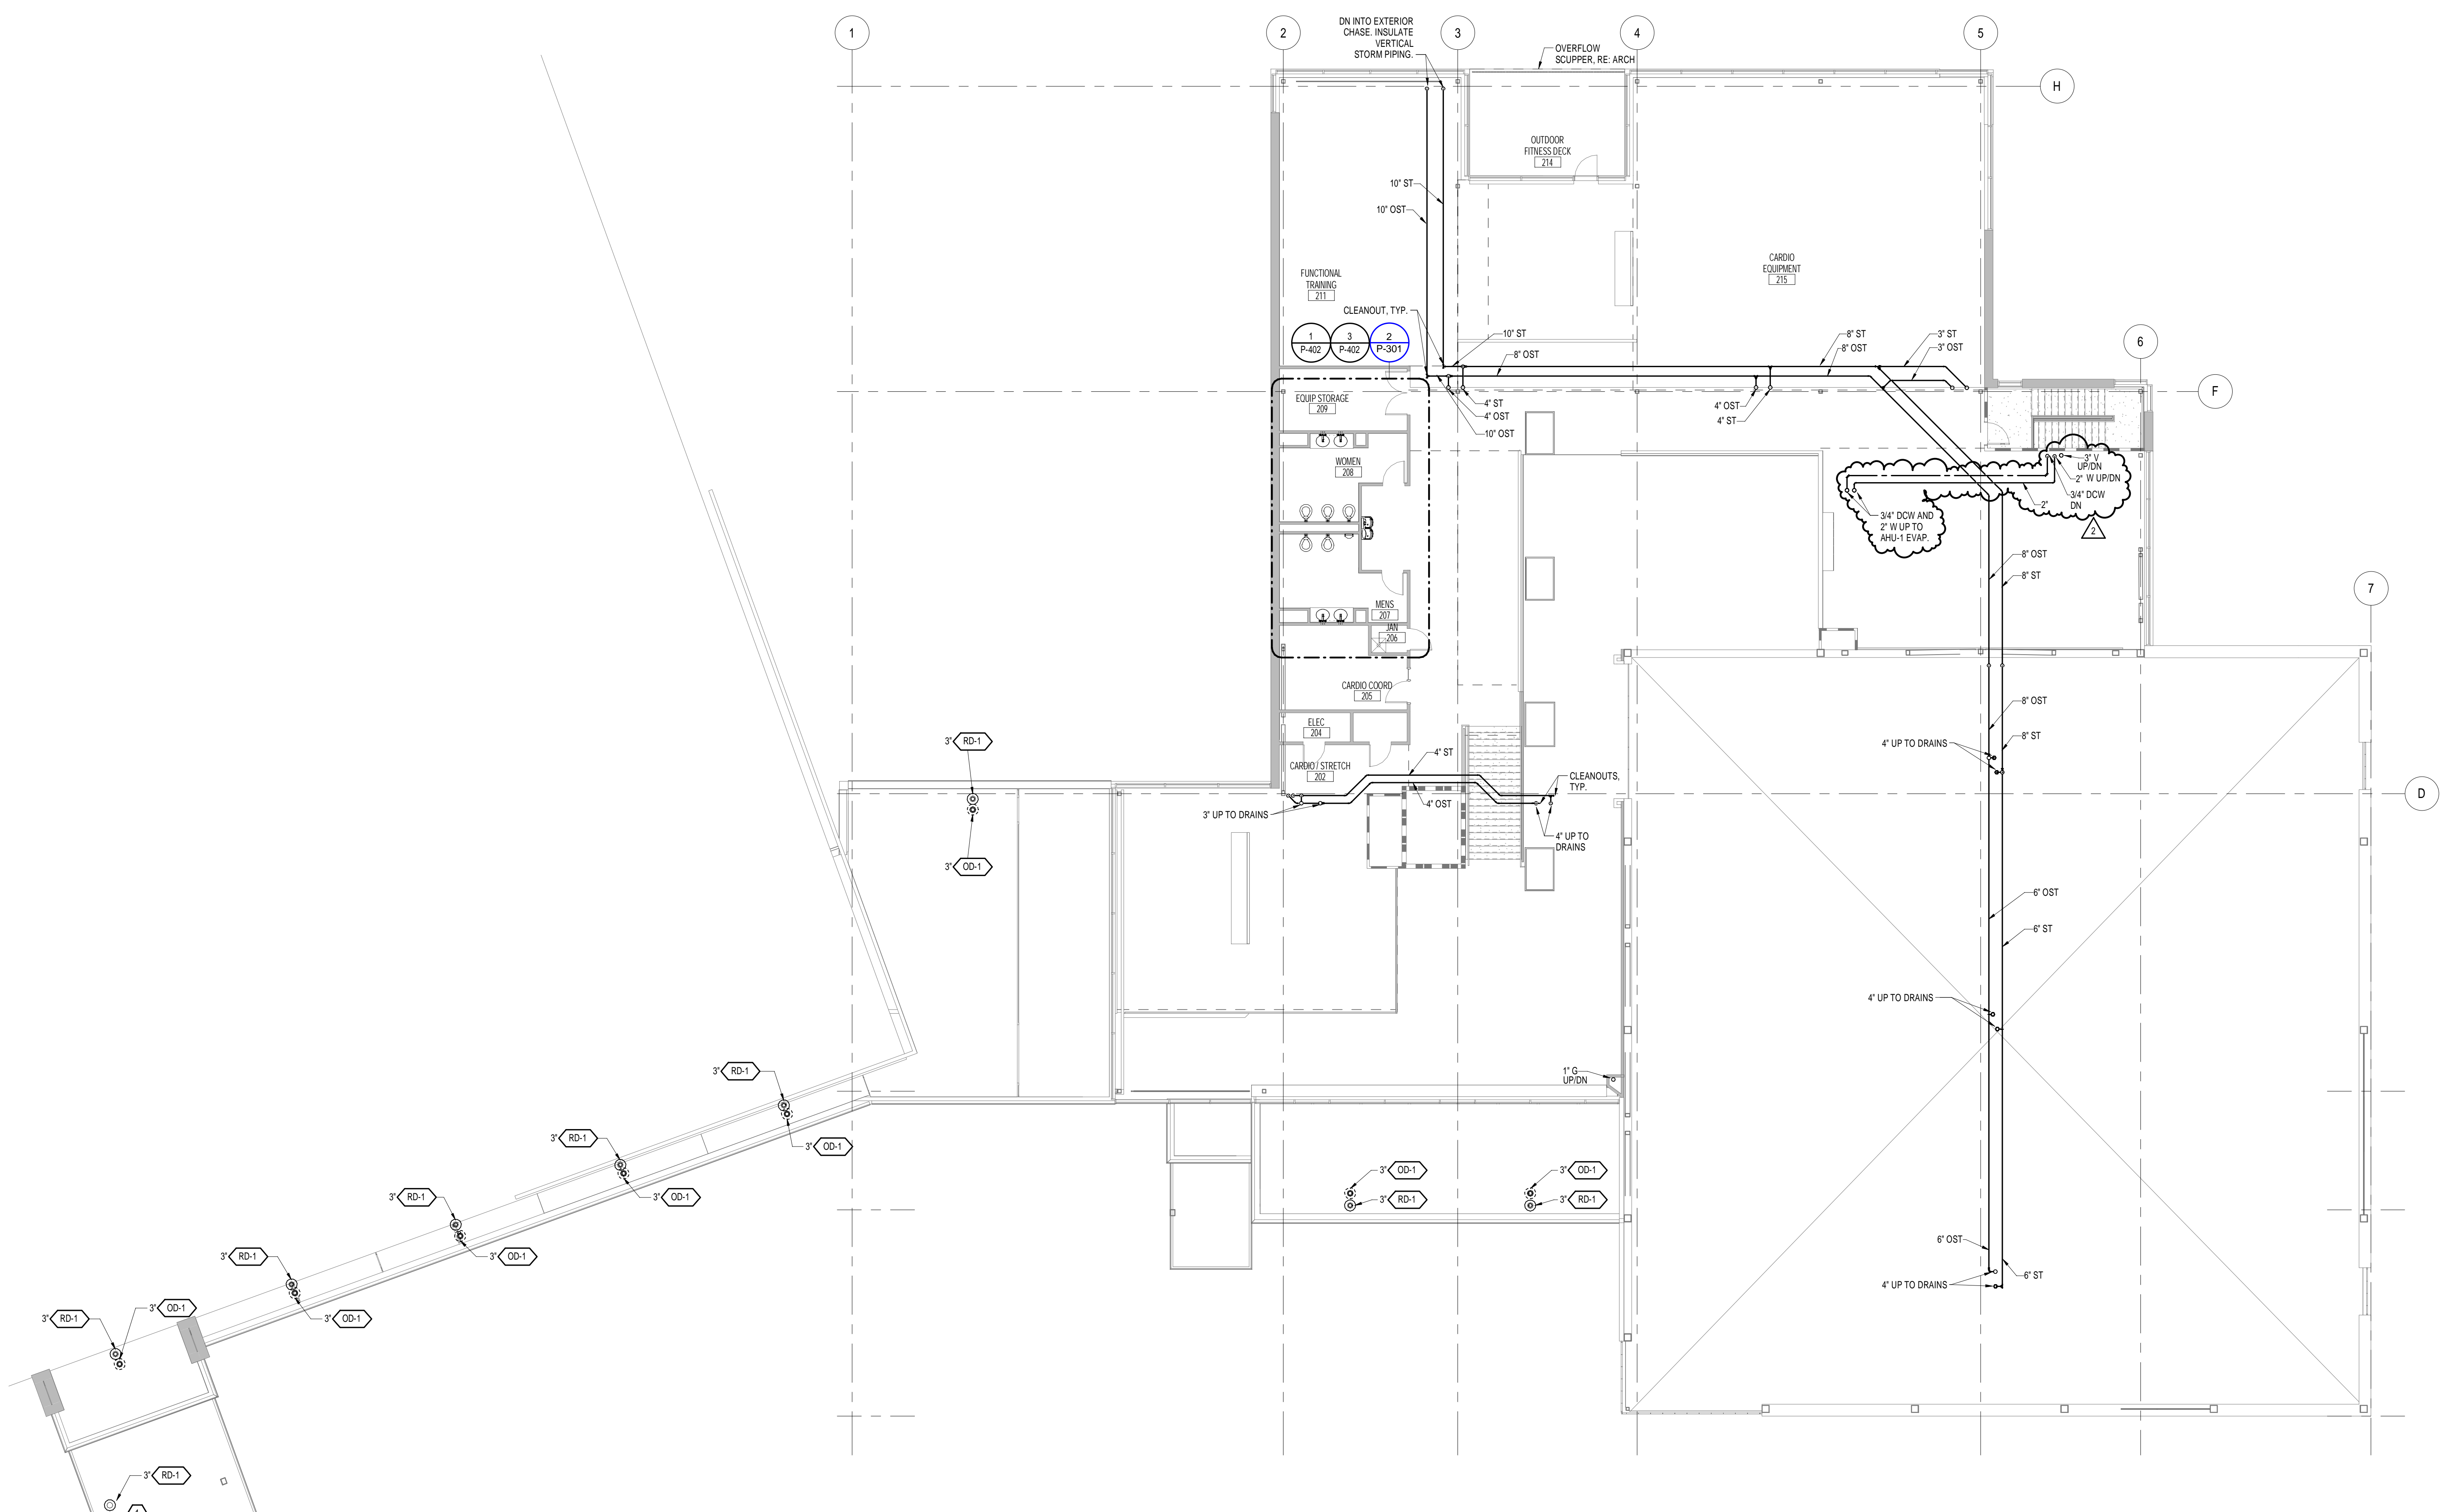 DN INTO EXTERIOR
CHASE. INSULATE
VERTICAL
STORM PIPING.
1
2
3
4
5
OVERFLOW
SCUPPER, RE: ARCH
H
OUTDOOR
FITNESS DECK
214
10" ST
10" OST
FUNCTIONAL
TRAINING
211
CARDIO
EQUIPMENT
215
CLEANOUT, TYP.
1
P-402
3
P-402
2
P-301
10" ST
8" OST
8" ST
8" OST
3" ST
3" OST
6
F
EQUIP STORAGE
209
4" ST
4" OST
10" OST
4" OST
4" ST
WOMEN
208
3" V
UP/DN
2" W UP/DN
3/4" DCW
DN
2"
2
3/4" DCW AND
2" W UP TO
AHU-1 EVAP.
8" OST
8" ST
7
MENS
207
JAN
206
CARDIO COORD
205
ELEC
204
CARDIO / STRETCH
202
4" ST
4" OST
CLEANOUTS,
TYP.
3" UP TO DRAINS
4" UP TO
DRAINS
8" OST
8" ST
4" UP TO DRAINS
D
3" RD-1
3" OD-1
6" OST
6" ST
4" UP TO DRAINS
1" G
UP/DN
3" RD-1
3" OD-1
3" RD-1
3" OD-1
3" RD-1
3" OD-1
3" RD-1
3" OD-1
3" RD-1
3" OD-1
3" OD-1
3" RD-1
3" OD-1
3" RD-1
6" OST
6" ST
4" UP TO DRAINS
3" RD-1